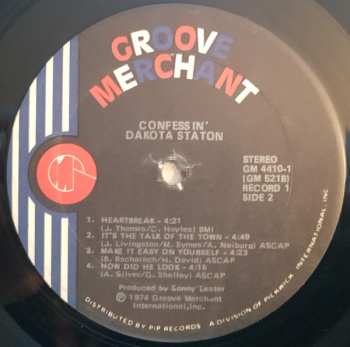 GROOVE
MERCHANT
CONFESSIN'
DAKOTA STATON
STEREO
GM 4410-1
(GM 521B)
RECORD 1
SIDE 2
1. HEARTBREAK - 4:21
(J. Thomas/C. Hayles) BMI
2. IT'S THE TALK OF THE TOWN - 4:49
(J. Livingston/M. Symes/A. Neiburg) ASCAP
3. MAKE IT EASY ON YOURSELF - 4:23
(B. Bacharach/H. David) ASCAP
4. HOW DID HE LOOK - 4:16
(A. Silver/G. Shelley) ASCAP
Produced by Sonny Lester
℗ 1974 Groove Merchant
International, Inc.
DISTRIBUTED BY PIP RECORDS A DIVISION OF PICKWICK INTERNATIONAL, INC